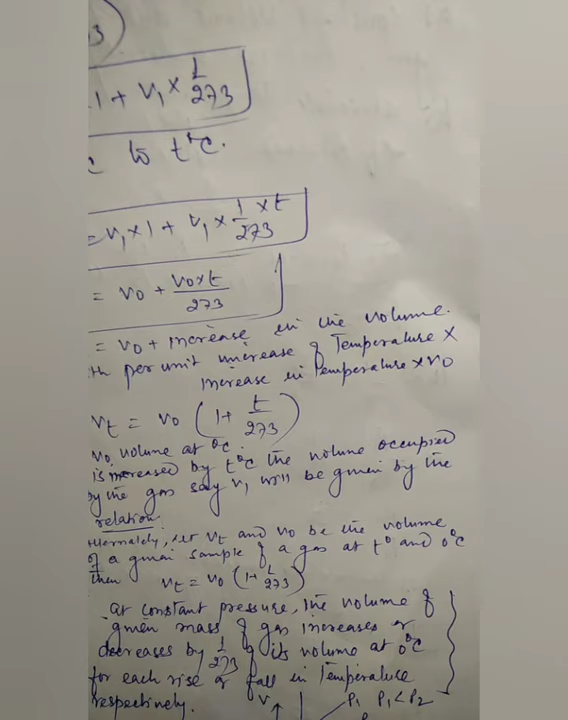 3)
1 + V1 × 1/273
c to t°C.
= V1 × 1 + V1 × 1/273 × t
= V0 + V0×t/273
= V0 + increase in the volume.
th per unit increase of Temperature ×
increase in temperature × V0
Vt = V0 (1 + t/273)
V0 volume at 0°C.
is increased by t°C the volume occupied
by the gas say V1 will be given by the
relation.
lternately, let Vt and V0 be the volume
of a given sample of a gas at t° and 0°C
then Vt = V0 (1+ t/273)
At constant pressure, the volume of
given mass of gas increases or
decreases by 1/273 of its volume at 0°C
for each rise or fall in Temperature
respectively.
V P1 P1<P2